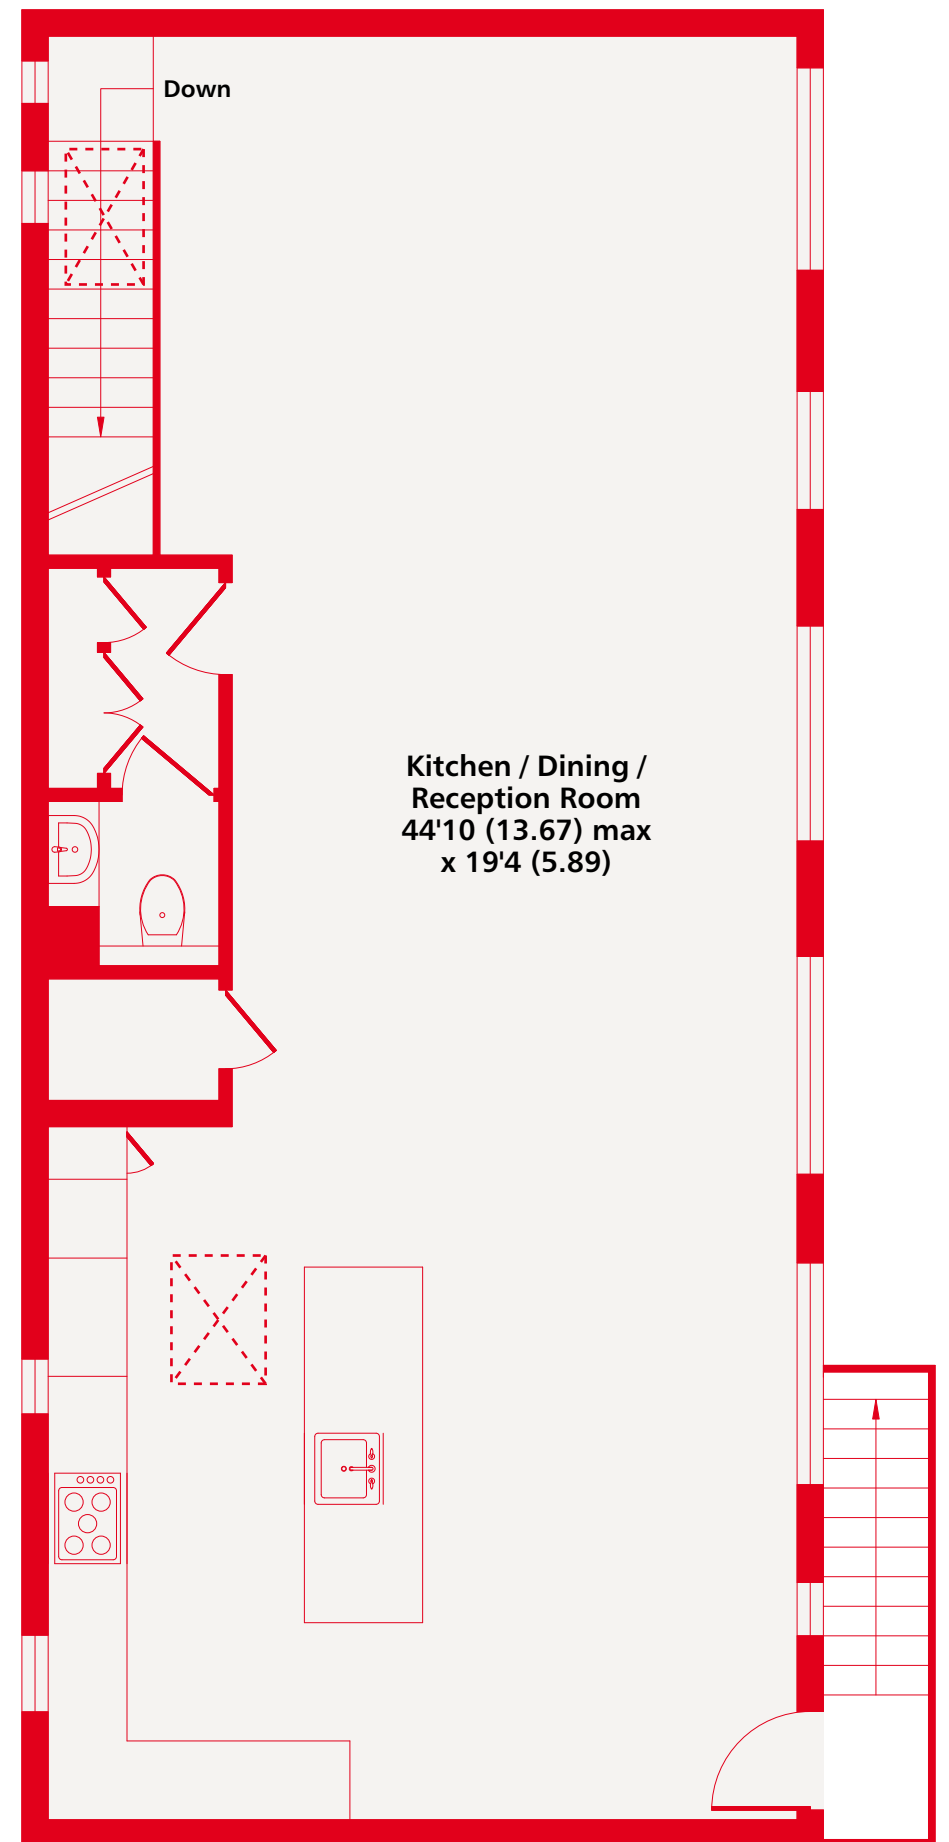 Down
Kitchen / Dining /
Reception Room
44'10 (13.67) max
x 19'4 (5.89)